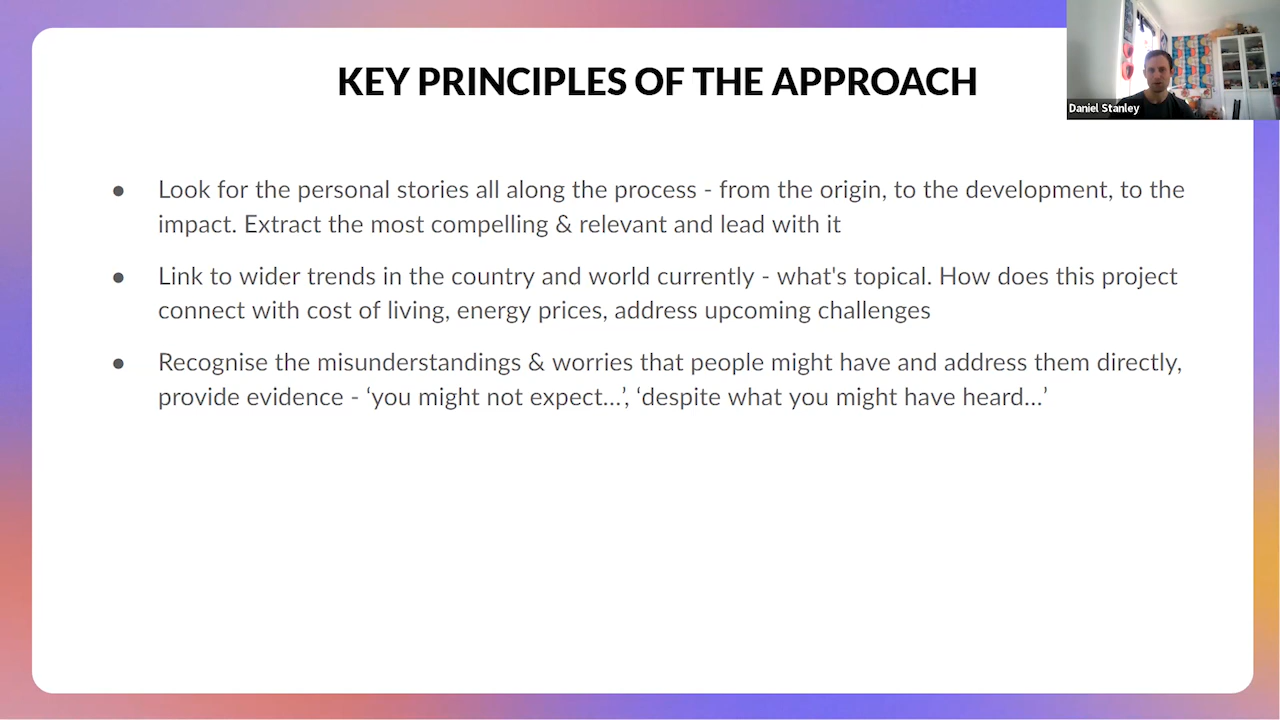 KEY PRINCIPLES OF THE APPROACH
Daniel Stanley
● Look for the personal stories all along the process - from the origin, to the development, to the
impact. Extract the most compelling & relevant and lead with it
● Link to wider trends in the country and world currently - what's topical. How does this project
connect with cost of living, energy prices, address upcoming challenges
● Recognise the misunderstandings & worries that people might have and address them directly,
provide evidence - ‘you might not expect…’, ‘despite what you might have heard…’